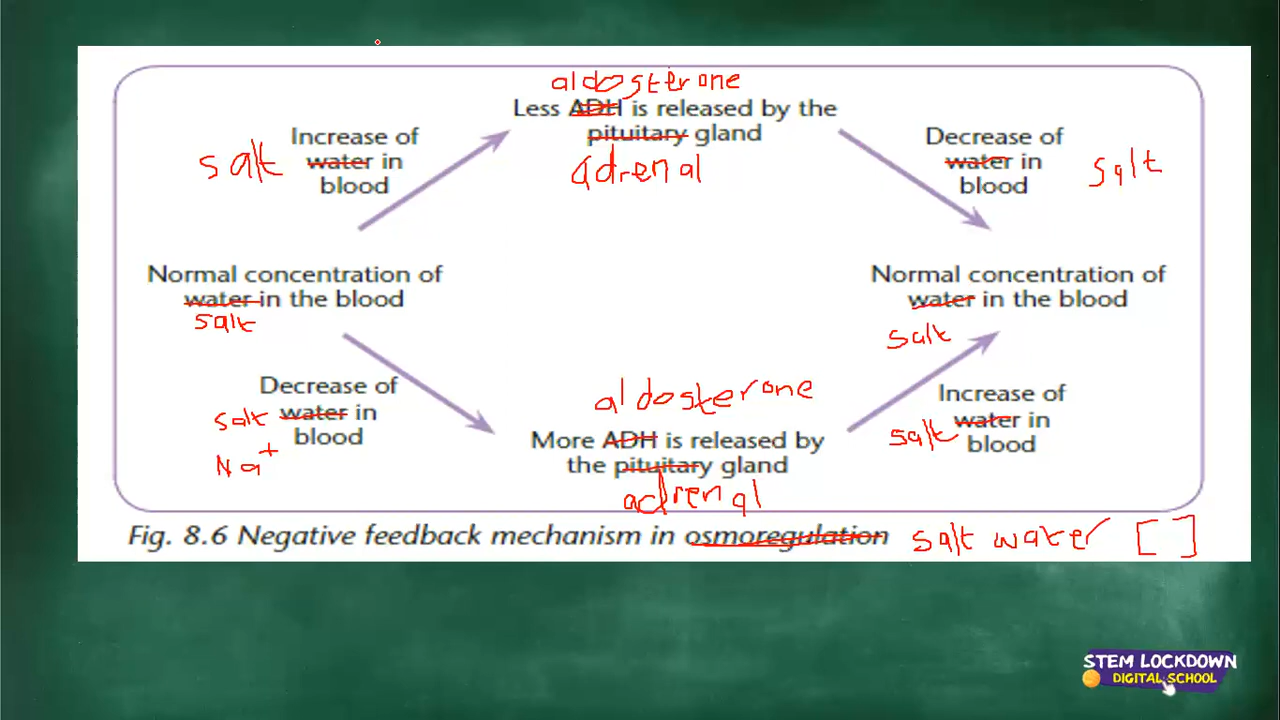 aldosterone
Less ADH is released by the
pituitary gland
adrenal
Increase of
salt water in
blood
Decrease of
water in salt
blood
Normal concentration of
water in the blood
salt
Normal concentration of
water in the blood
salt
Decrease of
salt water in
blood
Na+
aldosterone
More ADH is released by
the pituitary gland
adrenal
Increase of
salt water in
blood
Fig. 8.6 Negative feedback mechanism in osmoregulation salt water [ ]
STEM LOCKDOWN
DIGITAL SCHOOL